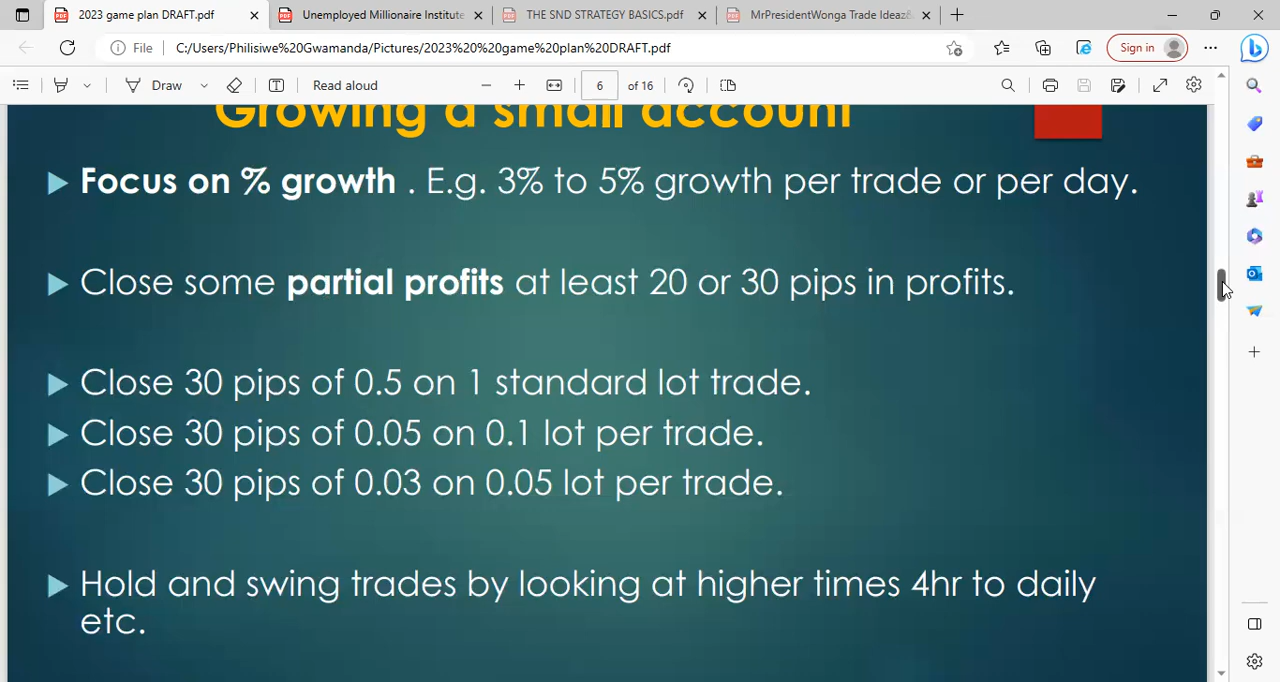 2023 game plan DRAFT.pdf
Unemployed Millionaire Institute
THE SND STRATEGY BASICS.pdf
MrPresidentWonga Trade Ideaz
File
C:/Users/Philisiwe%20Gwamanda/Pictures/2023%20%20game%20plan%20DRAFT.pdf
Sign in
Draw
Read aloud
6 of 16
Growing a small account
Focus on % growth . E.g. 3% to 5% growth per trade or per day.
Close some partial profits at least 20 or 30 pips in profits.
Close 30 pips of 0.5 on 1 standard lot trade.
Close 30 pips of 0.05 on 0.1 lot per trade.
Close 30 pips of 0.03 on 0.05 lot per trade.
Hold and swing trades by looking at higher times 4hr to daily
etc.